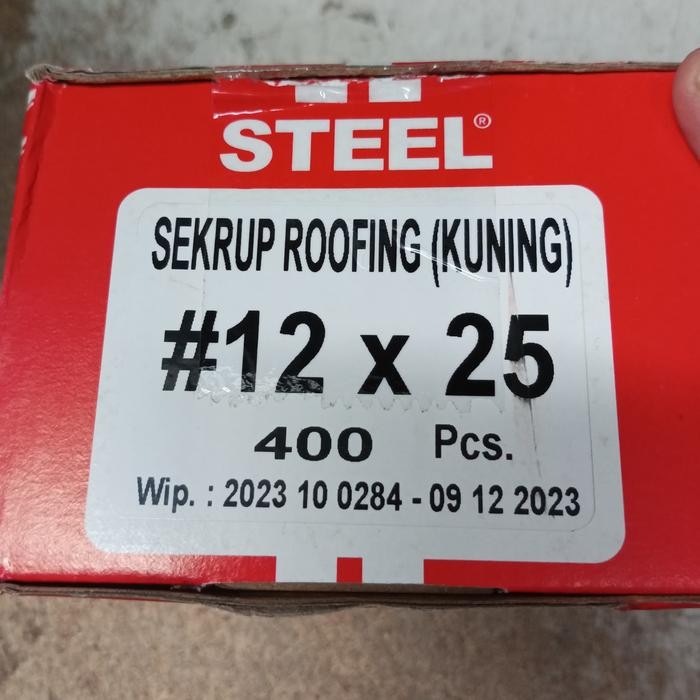 STEEL®
SEKRUP ROOFING (KUNING)
#12 x 25
400 Pcs.
Wip. : 2023 10 0284 - 09 12 2023